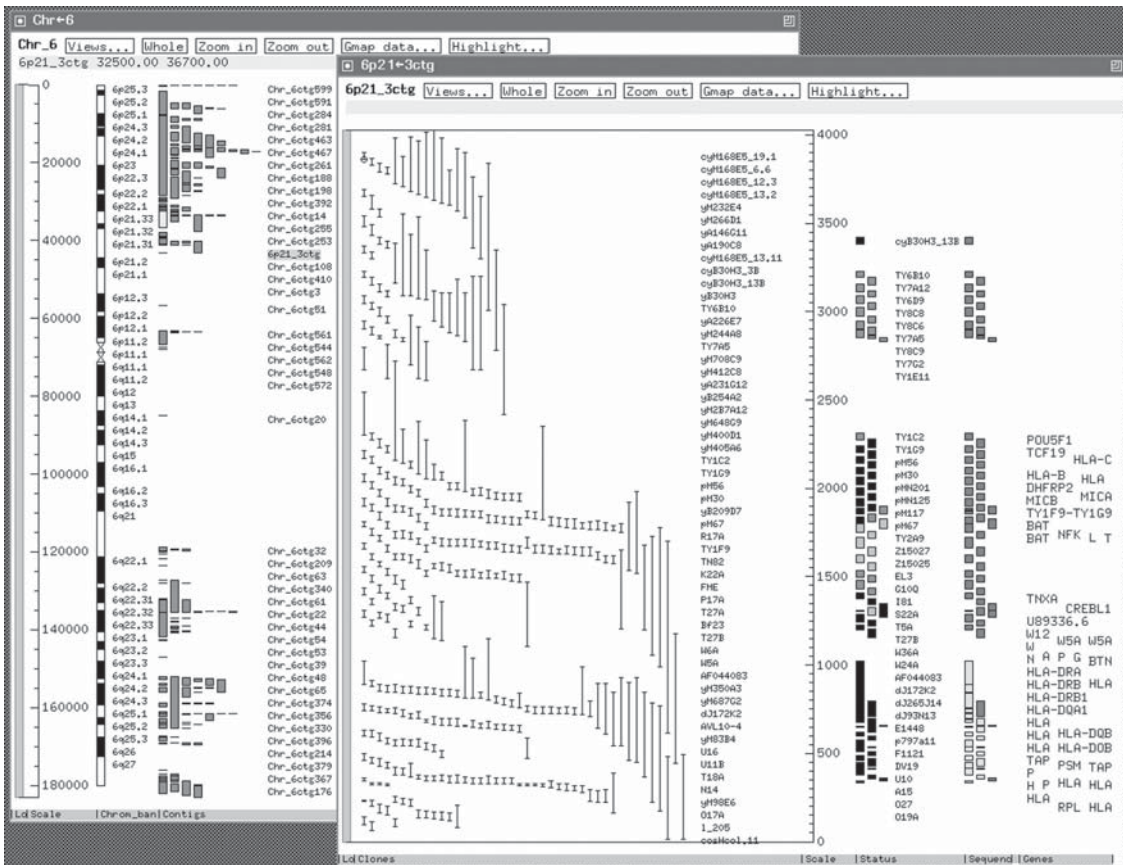 Chr←6
Chr_6 Views... Whole Zoom in Zoom out Gmap data... Highlight...
6p21_3ctg 32500.00 36700.00
0
20000
40000
60000
80000
100000
120000
140000
160000
180000
6p25.3
6p25.2
6p25.1
6p24.3
6p24.2
6p24.1
6p23
6p22.3
6p22.2
6p22.1
6p21.33
6p21.32
6p21.31
6p21.2
6p21.1
6p12.3
6p12.2
6p12.1
6p11.2
6p11.1
6q11.1
6q11.2
6q12
6q13
6q14.1
6q14.2
6q14.3
6q15
6q16.1
6q16.2
6q16.3
6q21
6q22.1
6q22.2
6q22.31
6q22.32
6q22.33
6q23.1
6q23.2
6q23.3
6q24.1
6q24.2
6q24.3
6q25.1
6q25.2
6q25.3
6q26
6q27
Chr_6ctg599
Chr_6ctg591
Chr_6ctg284
Chr_6ctg281
Chr_6ctg463
Chr_6ctg467
Chr_6ctg261
Chr_6ctg188
Chr_6ctg198
Chr_6ctg392
Chr_6ctg14
Chr_6ctg255
Chr_6ctg253
6p21_3ctg
Chr_6ctg108
Chr_6ctg410
Chr_6ctg3
Chr_6ctg51
Chr_6ctg561
Chr_6ctg544
Chr_6ctg562
Chr_6ctg548
Chr_6ctg572
Chr_6ctg20
Chr_6ctg32
Chr_6ctg209
Chr_6ctg63
Chr_6ctg340
Chr_6ctg61
Chr_6ctg22
Chr_6ctg44
Chr_6ctg54
Chr_6ctg53
Chr_6ctg39
Chr_6ctg48
Chr_6ctg65
Chr_6ctg374
Chr_6ctg356
Chr_6ctg330
Chr_6ctg396
Chr_6ctg214
Chr_6ctg379
Chr_6ctg367
Chr_6ctg176
Lo Scale Chrom_ban Contigs
6p21←3ctg
6p21_3ctg Views... Whole Zoom in Zoom out Gmap data... Highlight...
cyM168E5_19.1
cyM168E5_6.6
cyM168E5_12.3
cyM168E5_13.2
yM232E4
yM266D1
yA146G11
yA190C8
cyM168E5_13.11
cyB30H3_3B
cyB30H3_13B
yB30H3
TY6B10
yA226E7
yM244A8
TY7A5
yM708C9
yM412C8
yA231G12
yB254A2
yM2B7A12
yM648G9
yM400D1
yM405A6
TY1C2
TY1G9
pM56
pM30
yB209D7
pM67
R17A
TY1F9
TN82
K22A
FME
P17A
T27A
Bf23
T27B
W6A
W5A
AF044083
yM350A3
yM687G2
dJ172K2
AVL10-4
yM83B4
U16
U11B
T18A
N14
yM98E6
O17A
l_205
cosHcol.11
4000
3500
3000
2500
2000
1500
1000
500
0
cyB30H3_13B
TY6B10
TY7A12
TY6D9
TY8C8
TY8C6
TY7A5
TY8C9
TY7G2
TY1E11
TY1C2
TY1G9
pM56
pM30
pMN201
pMN125
pM117
pM67
TY2A9
Z15027
Z15025
EL3
G10Q
I81
S22A
T5A
T27B
W36A
W24A
AF044083
dJ172K2
dJ265J14
dJ93N13
E1448
p797a11
F1121
DV19
U10
A15
O27
O19A
POU5F1
TCF19
HLA-C
HLA-B HLA
DHFRP2
MICB MICA
TY1F9-TY1G9
BAT
BAT NFK L T
TNXA
CREBL1
U89336.6
W12 W5A W5A
W
N A P G BTN
HLA-DRA
HLA-DRB HLA
HLA-DRB1
HLA-DQA1
HLA
HLA HLA-DQB
HLA HLA-DOB
TAP PSM TAP
P
H P HLA HLA
HLA
RPL HLA
Lo Clones Scale Status Sequend Genes